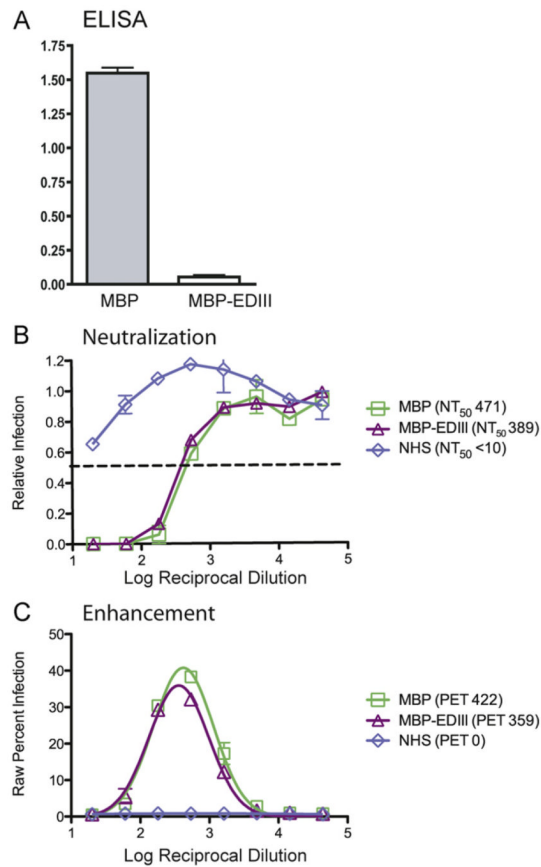 A ELISA
1.75
1.50
1.25
1.00
0.75
0.50
0.25
0.00
MBP MBP-EDIII
B Neutralization
Relative Infection
1.2
1.0
0.8
0.6
0.4
0.2
0.0
1 2 3 4 5
Log Reciprocal Dilution
MBP (NT50 471)
MBP-EDIII (NT50 389)
NHS (NT50 <10)
C Enhancement
Raw Percent Infection
50
40
30
20
10
0
1 2 3 4 5
Log Reciprocal Dilution
MBP (PET 422)
MBP-EDIII (PET 359)
NHS (PET 0)